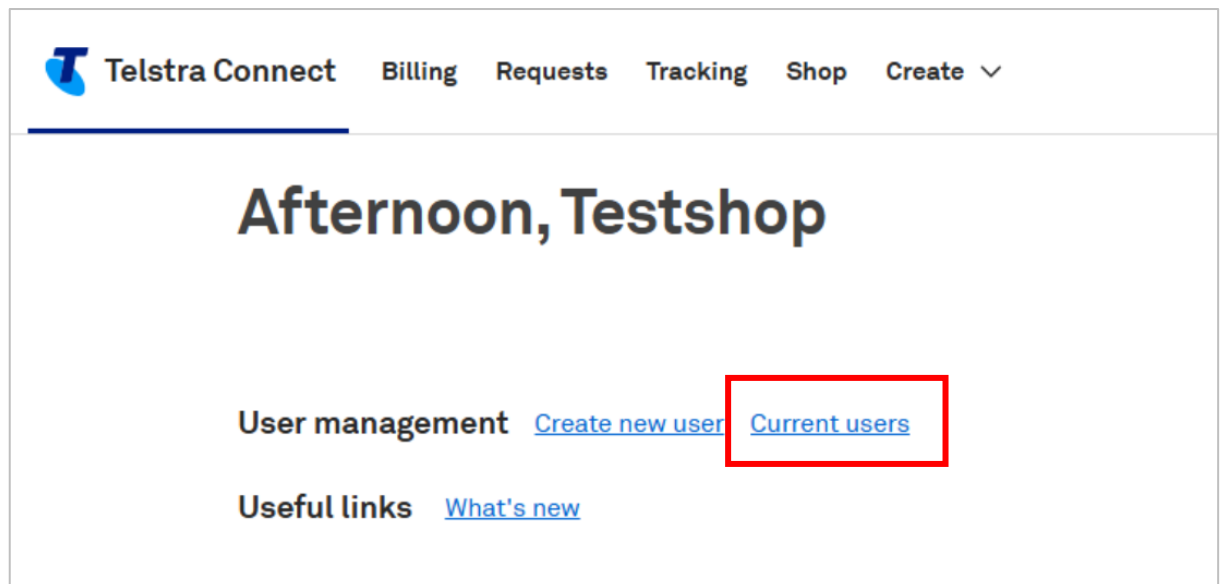 Telstra Connect Billing Requests Tracking Shop Create
Afternoon, Testshop
User management Create new user Current users
Useful links What's new